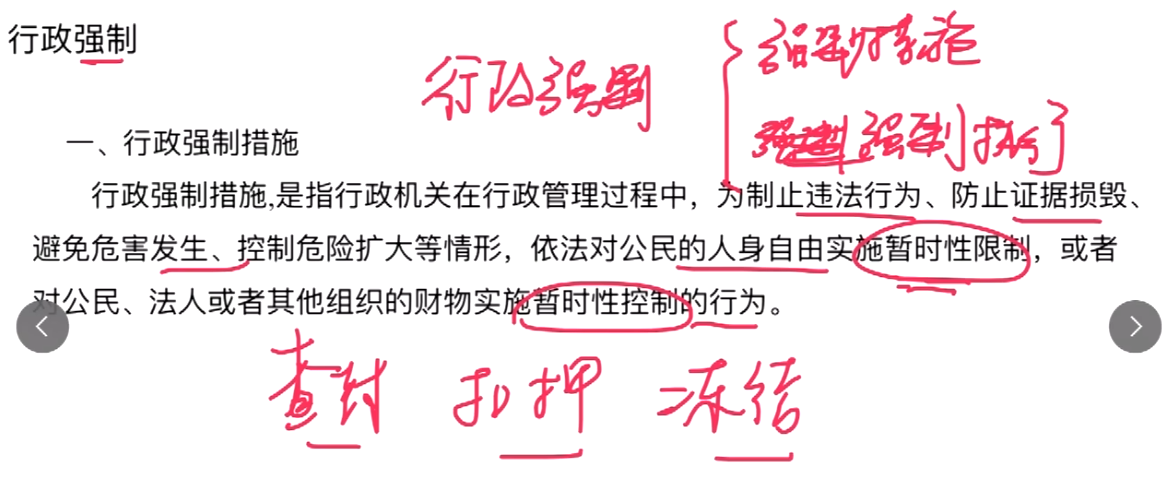 行政强制
行政强制
强制措施
强制执行
一、行政强制措施
行政强制措施,是指行政机关在行政管理过程中，为制止违法行为、防止证据损毁、
避免危害发生、控制危险扩大等情形，依法对公民的人身自由实施暂时性限制，或者
对公民、法人或者其他组织的财物实施暂时性控制的行为。
查封 扣押 冻结